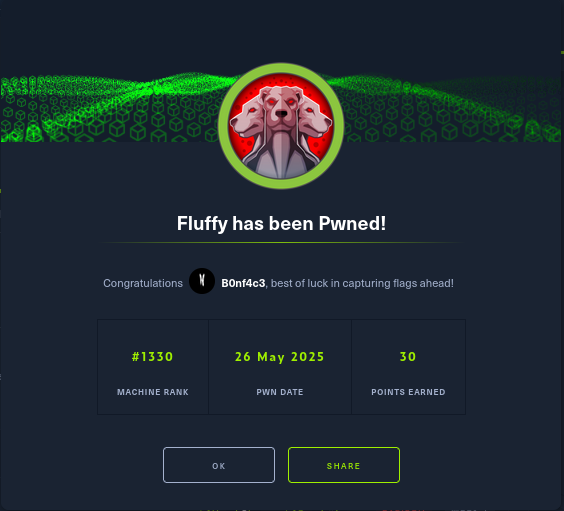 Fluffy has been Pwned!
Congratulations B0nf4c3, best of luck in capturing flags ahead!
#1330 26 May 2025 30
MACHINE RANK PWN DATE POINTS EARNED
OK SHARE